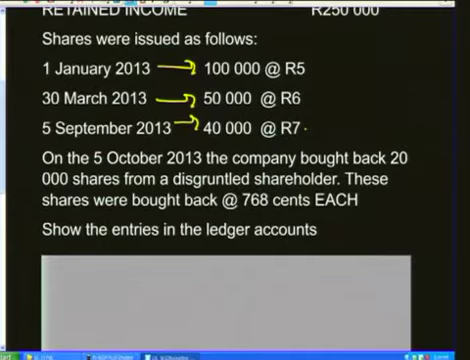 RETAINED INCOME R250 000
Shares were issued as follows:
1 January 2013 100 000 @ R5
30 March 2013 50 000 @ R6
5 September 2013 40 000 @ R7
On the 5 October 2013 the company bought back 20
000 shares from a disgruntled shareholder. These
shares were bought back @ 768 cents EACH
Show the entries in the ledger accounts